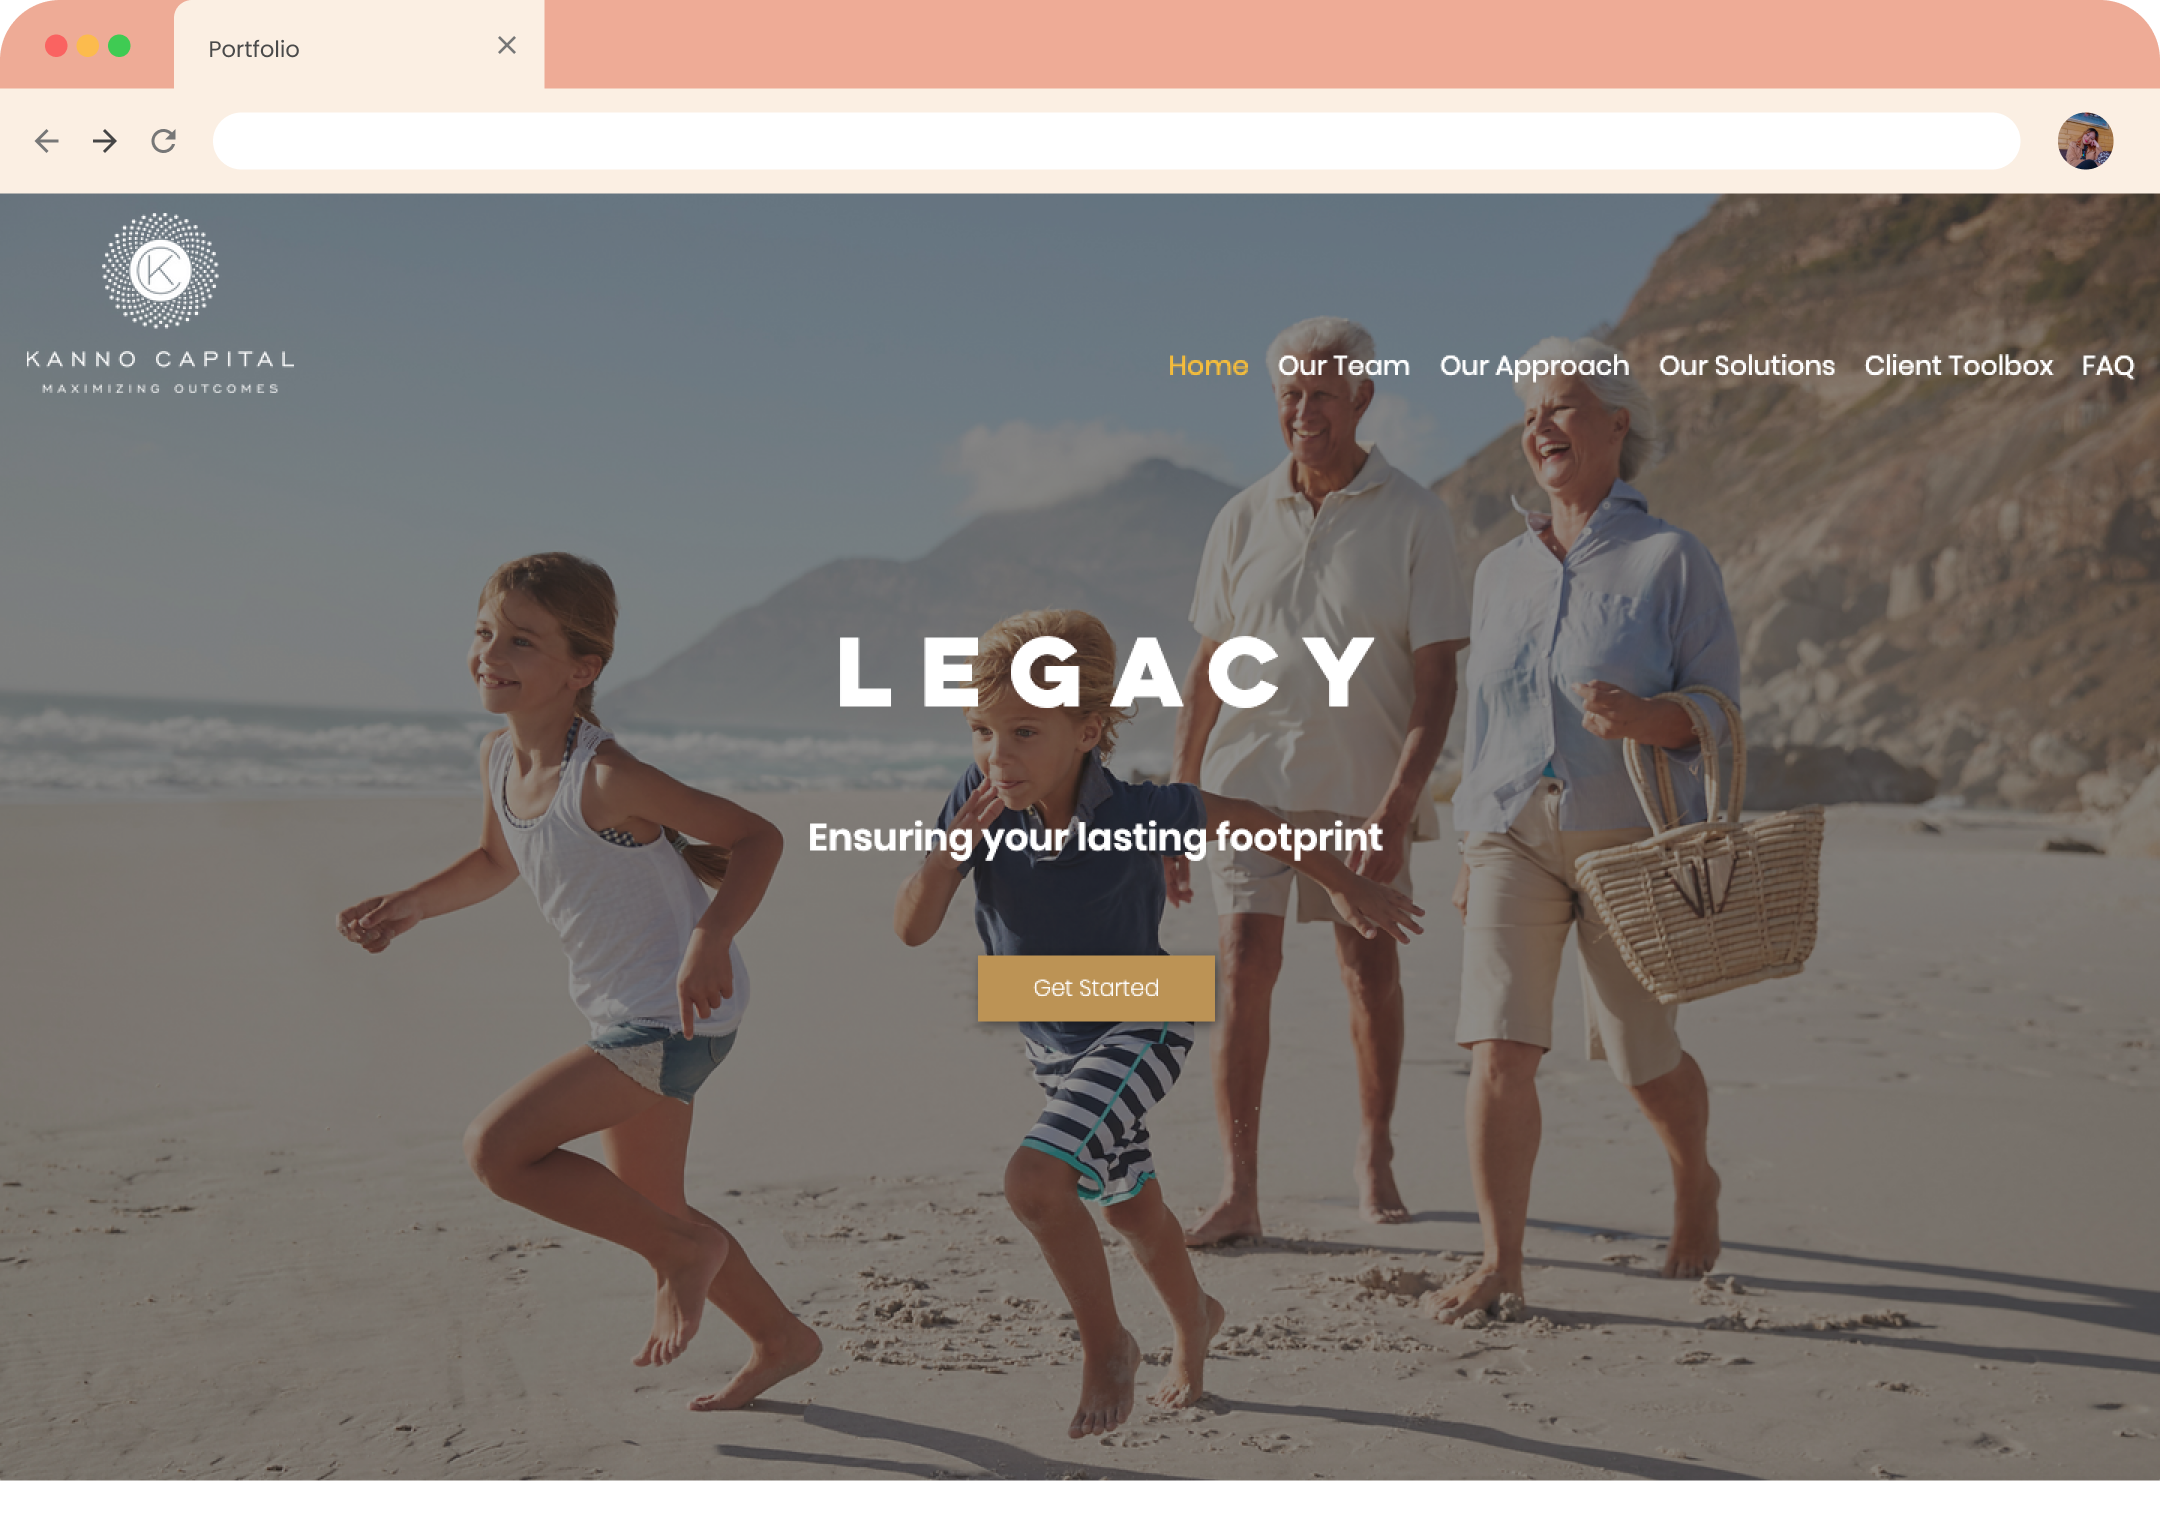 Portfolio
KANNO CAPITAL
MAXIMIZING OUTCOMES
Home Our Team Our Approach Our Solutions Client Toolbox FAQ
LEGACY
Ensuring your lasting footprint
Get Started